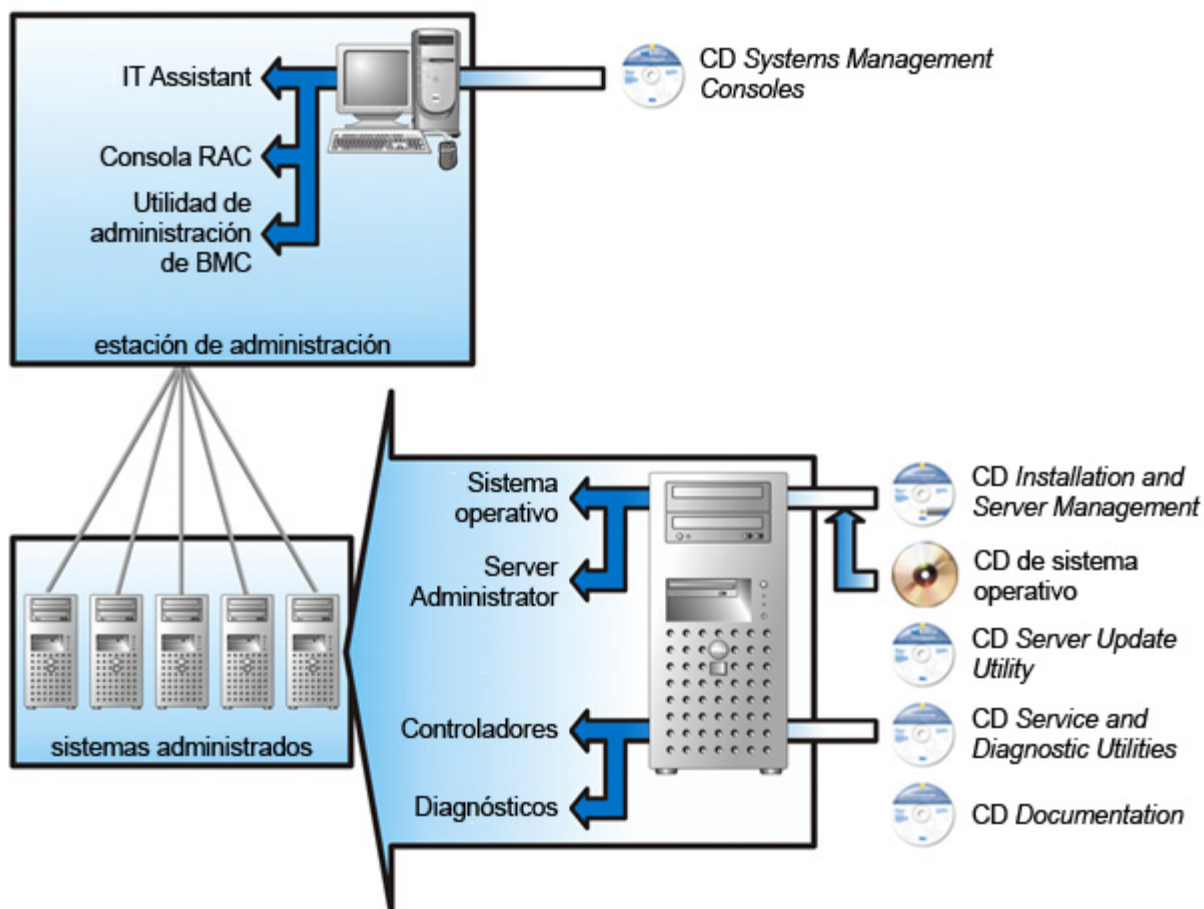 IT Assistant
CD Systems Management
Consoles
Consola RAC
Utilidad de
administración
de BMC
estación de administración
Sistema
operativo
Server
Administrator
Controladores
Diagnósticos
CD Installation and
Server Management
CD de sistema
operativo
CD Server Update
Utility
CD Service and
Diagnostic Utilities
CD Documentation
sistemas administrados